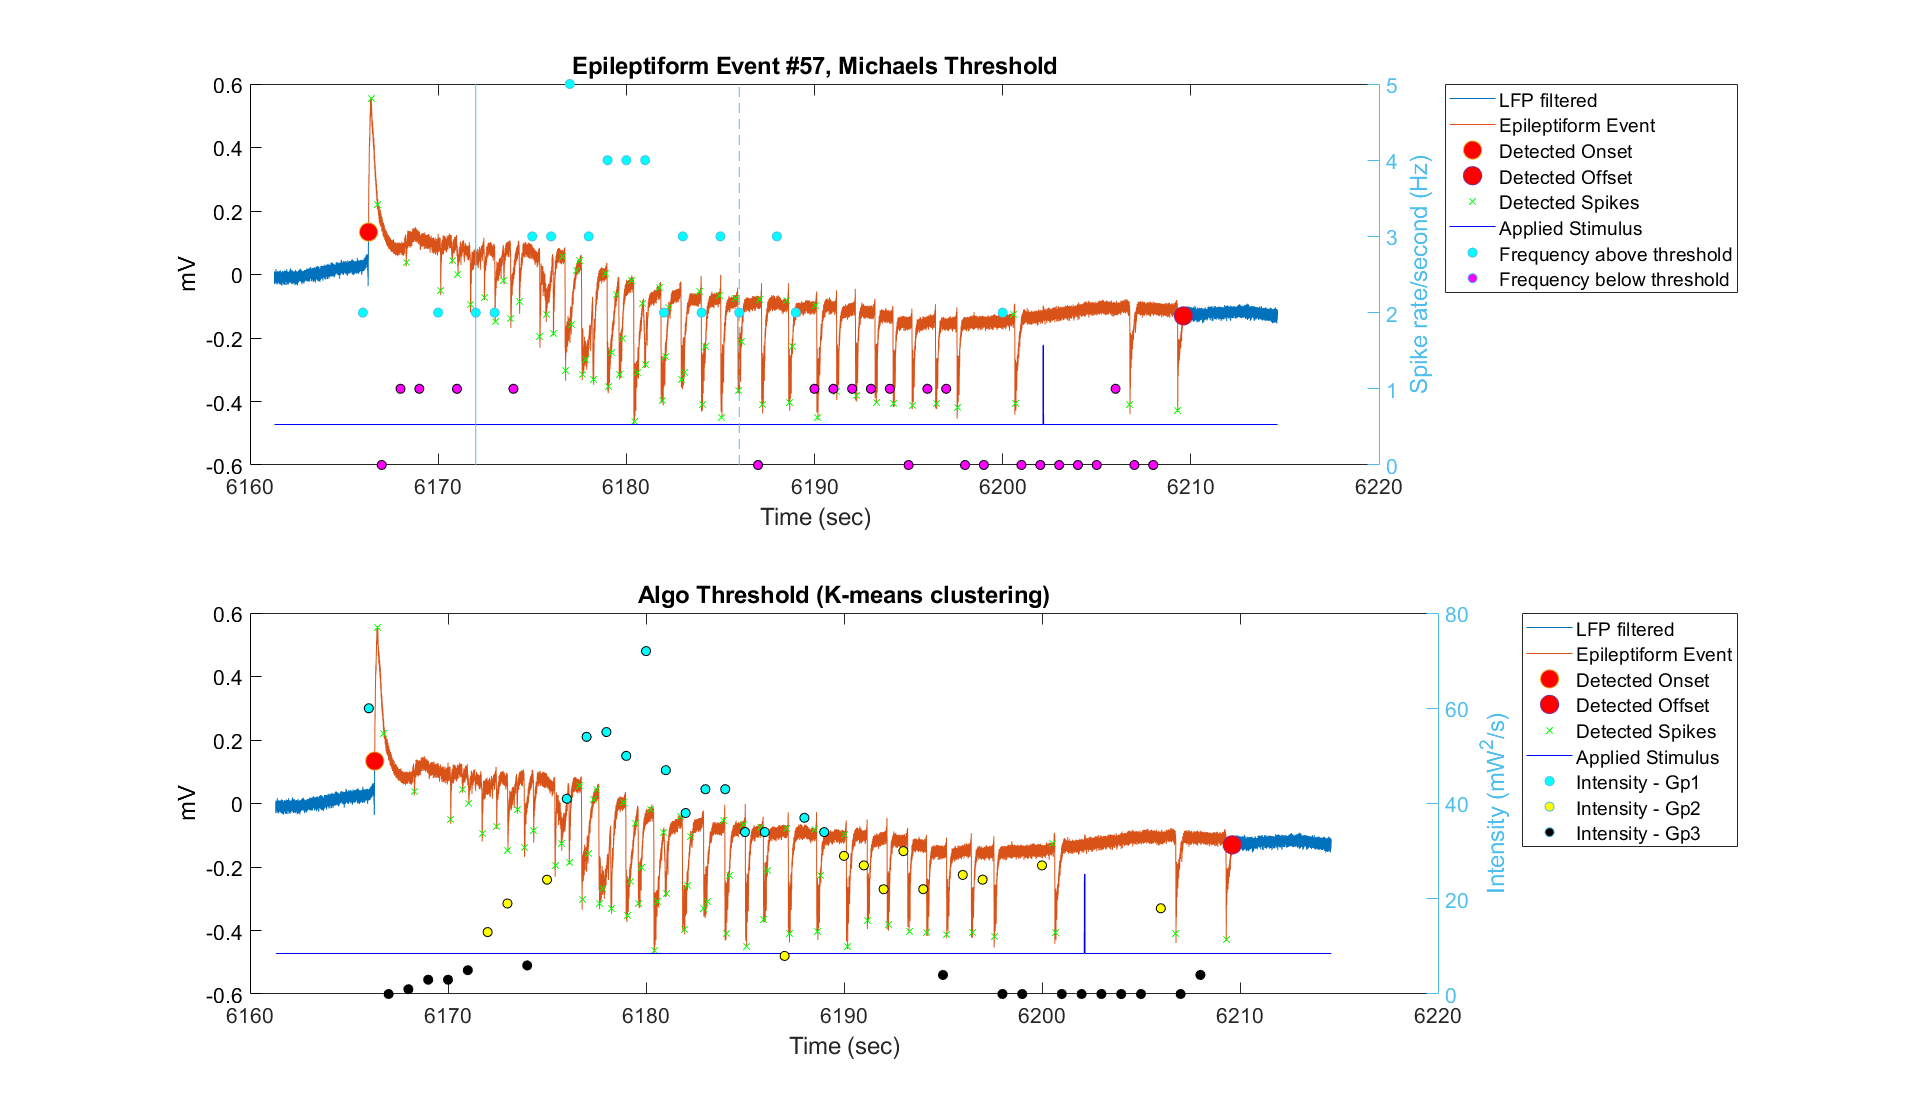 Epileptiform Event #57, Michaels Threshold
0.6
0.4
0.2
0
-0.2
-0.4
-0.6
mV
6160
6170
6180
6190
6200
6210
6220
Time (sec)
5
4
3
2
1
0
Spike rate/second (Hz)
LFP filtered
Epileptiform Event
Detected Onset
Detected Offset
Detected Spikes
Applied Stimulus
Frequency above threshold
Frequency below threshold
Algo Threshold (K-means clustering)
0.6
0.4
0.2
0
-0.2
-0.4
-0.6
mV
6160
6170
6180
6190
6200
6210
6220
Time (sec)
80
60
40
20
0
Intensity (mW²/s)
LFP filtered
Epileptiform Event
Detected Onset
Detected Offset
Detected Spikes
Applied Stimulus
Intensity - Gp1
Intensity - Gp2
Intensity - Gp3